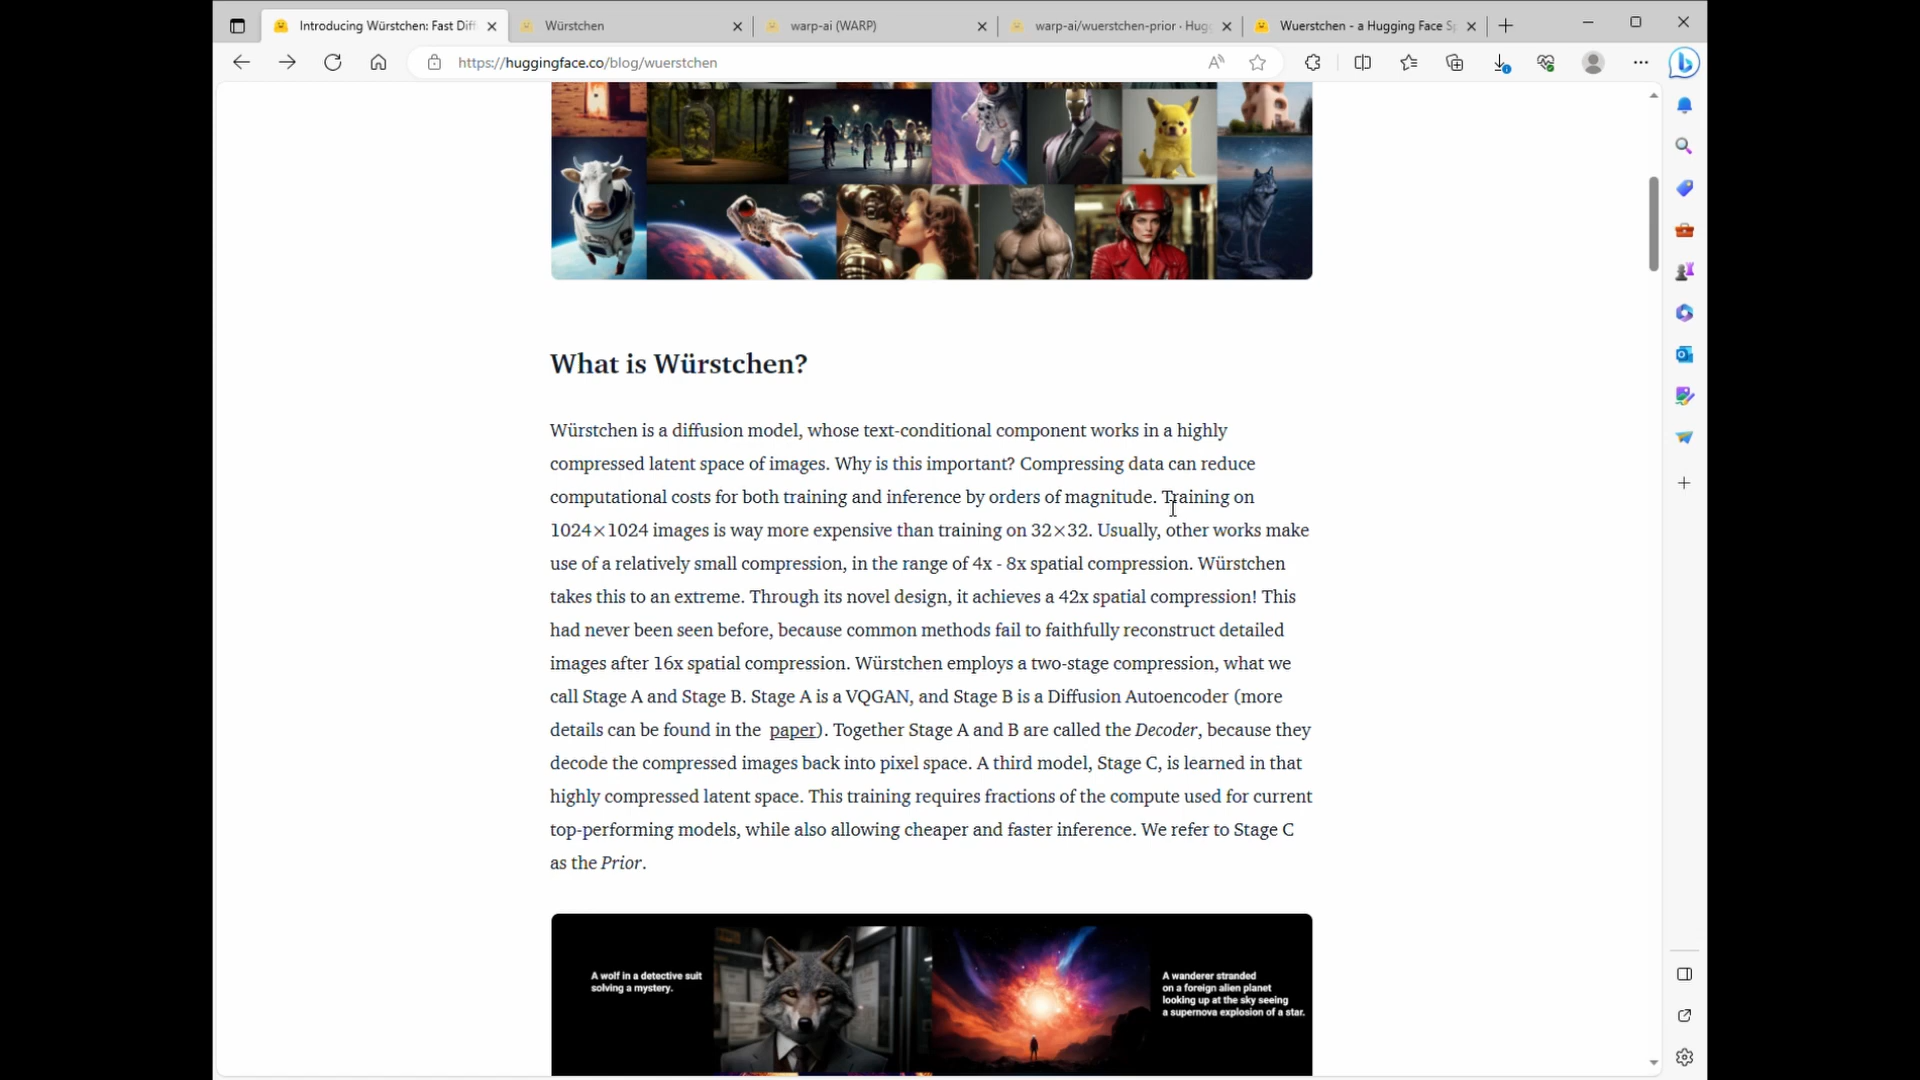 Introducing Würstchen: Fast Diff
Würstchen
warp-ai (WARP)
warp-ai/wuerstchen-prior · Hugg
Wuerstchen - a Hugging Face Sp
https://huggingface.co/blog/wuerstchen
What is Würstchen?
Würstchen is a diffusion model, whose text-conditional component works in a highly
compressed latent space of images. Why is this important? Compressing data can reduce
computational costs for both training and inference by orders of magnitude. Training on
1024×1024 images is way more expensive than training on 32×32. Usually, other works make
use of a relatively small compression, in the range of 4x - 8x spatial compression. Würstchen
takes this to an extreme. Through its novel design, it achieves a 42x spatial compression! This
had never been seen before, because common methods fail to faithfully reconstruct detailed
images after 16x spatial compression. Würstchen employs a two-stage compression, what we
call Stage A and Stage B. Stage A is a VQGAN, and Stage B is a Diffusion Autoencoder (more
details can be found in the paper). Together Stage A and B are called the Decoder, because they
decode the compressed images back into pixel space. A third model, Stage C, is learned in that
highly compressed latent space. This training requires fractions of the compute used for current
top-performing models, while also allowing cheaper and faster inference. We refer to Stage C
as the Prior.
A wolf in a detective suit
solving a mystery.
A wanderer stranded
on a foreign alien planet
looking up at the sky seeing
a supernova explosion of a star.